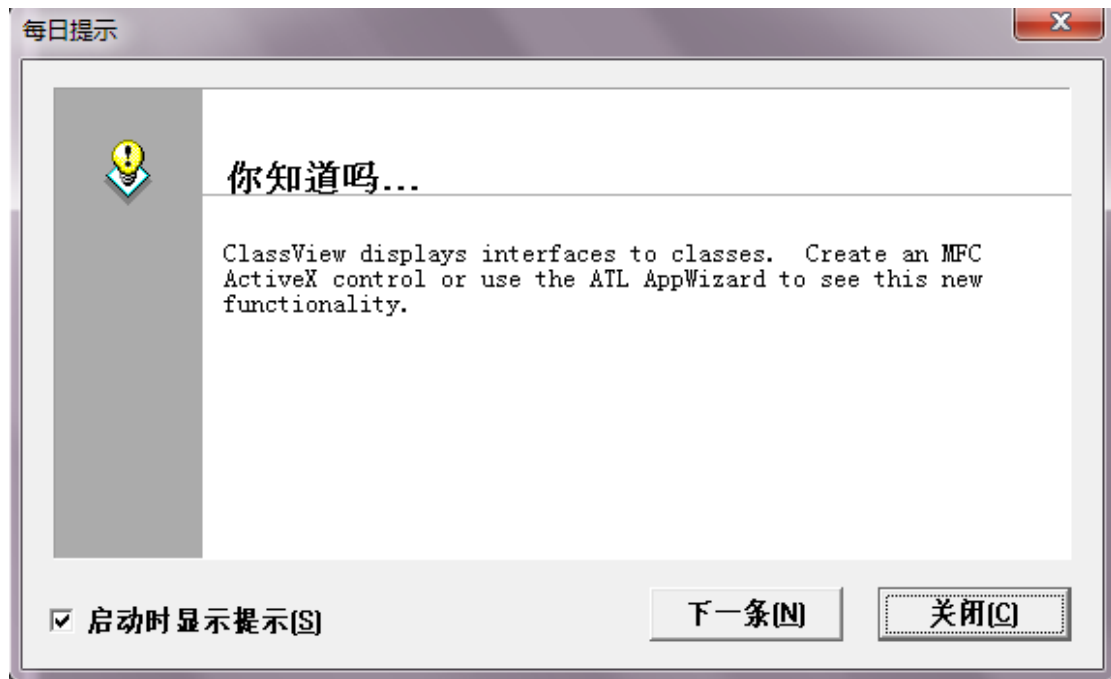 每日提示
你知道吗...
ClassView displays interfaces to classes.  Create an MFC
ActiveX control or use the ATL AppWizard to see this new
functionality.
启动时显示提示(S)
下一条(N)
关闭(C)